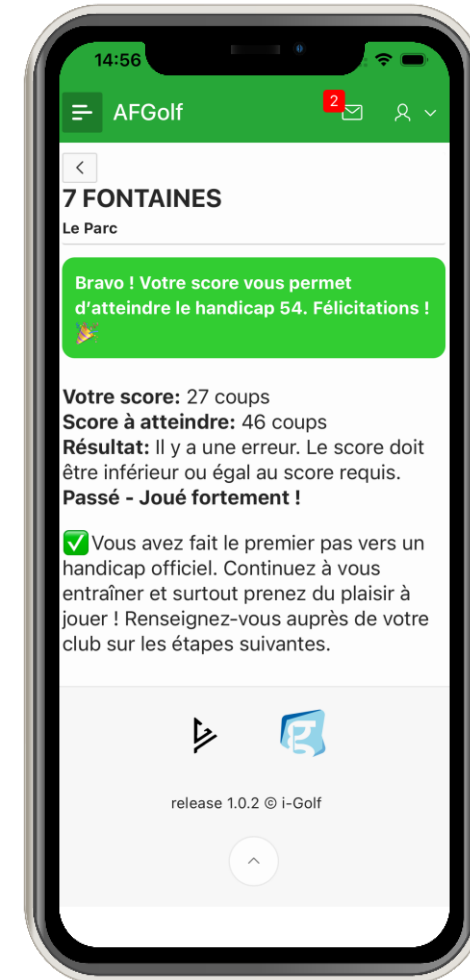 14:56
AFGolf
2
7 FONTAINES
Le Parc
Bravo ! Votre score vous permet
d'atteindre le handicap 54. Félicitations !
🎉
Votre score: 27 coups
Score à atteindre: 46 coups
Résultat: Il y a une erreur. Le score doit
être inférieur ou égal au score requis.
Passé - Joué fortement !
✅Vous avez fait le premier pas vers un
handicap officiel. Continuez à vous
entraîner et surtout prenez du plaisir à
jouer ! Renseignez-vous auprès de votre
club sur les étapes suivantes.
release 1.0.2 © i-Golf